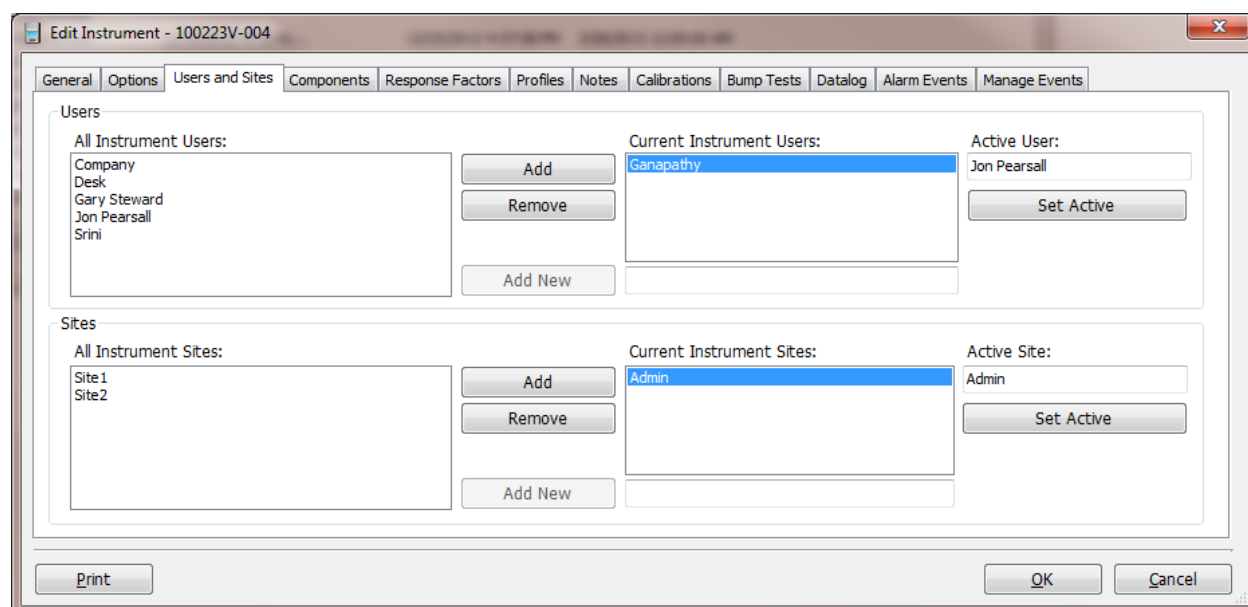 Edit Instrument - 100223V-004
General Options Users and Sites Components Response Factors Profiles Notes Calibrations Bump Tests Datalog Alarm Events Manage Events
Users
All Instrument Users: Current Instrument Users: Active User:
Company
Desk
Gary Steward
Jon Pearsall
Srini
Add
Remove
Add New
Ganapathy
Jon Pearsall
Set Active
Sites
All Instrument Sites: Current Instrument Sites: Active Site:
Site1
Site2
Add
Remove
Add New
Admin
Admin
Set Active
Print OK Cancel